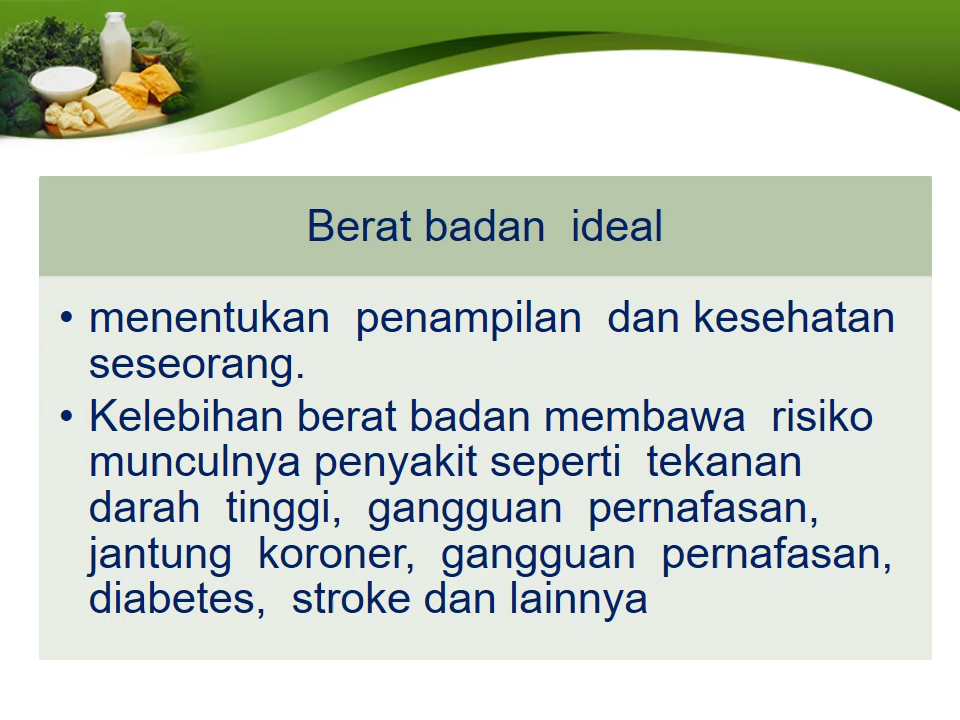 Berat badan  ideal
• menentukan  penampilan  dan kesehatan
seseorang.
• Kelebihan berat badan membawa  risiko
munculnya penyakit seperti  tekanan
darah  tinggi,  gangguan  pernafasan,
jantung  koroner,  gangguan  pernafasan,
diabetes,  stroke dan lainnya